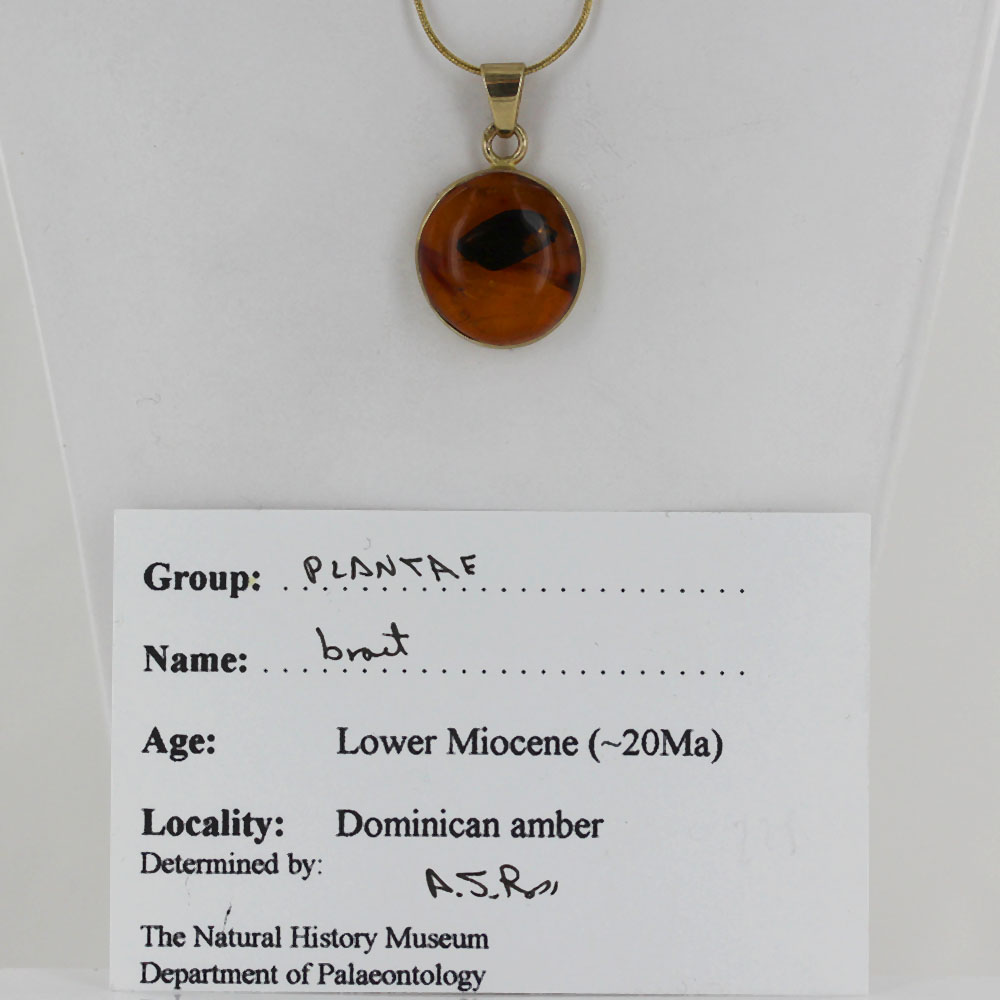 Group: PLANTAE
Name: bract
Age: Lower Miocene (~20Ma)
Locality: Dominican amber
Determined by:
A.J.Ross
The Natural History Museum
Department of Palaeontology